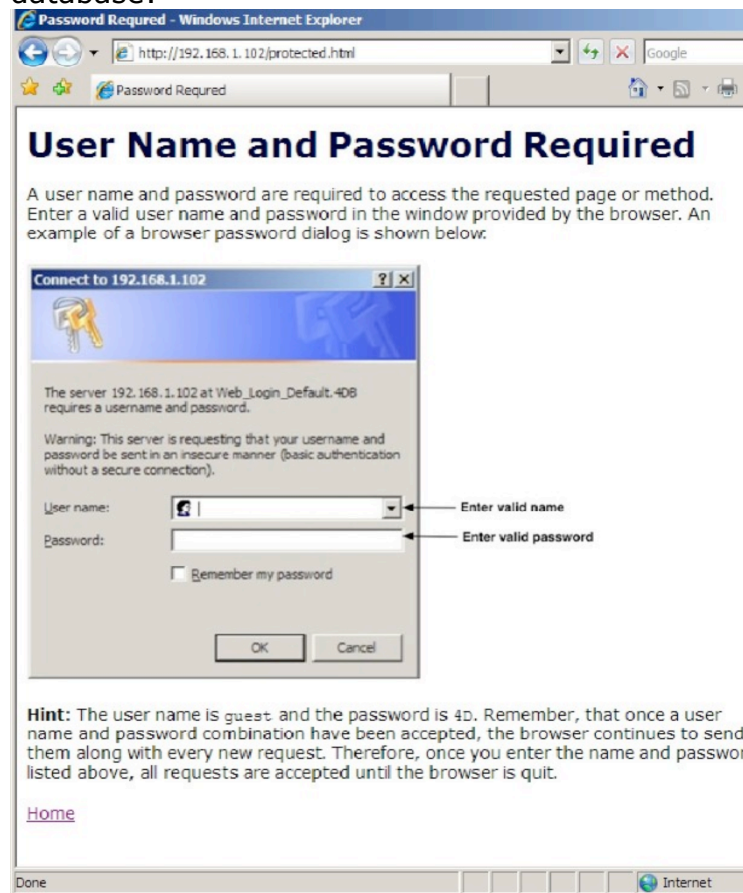 database.
Password Requred - Windows Internet Explorer
http://192.168.1.102/protected.html
Google
Password Requred
User Name and Password Required
A user name and password are required to access the requested page or method.
Enter a valid user name and password in the window provided by the browser. An
example of a browser password dialog is shown below:
Connect to 192.168.1.102
The server 192.168.1.102 at Web_Login_Default.4DB
requires a username and password.
Warning: This server is requesting that your username and
password be sent in an insecure manner (basic authentication
without a secure connection).
User name:
Enter valid name
Password:
Enter valid password
Remember my password
OK
Cancel
Hint: The user name is guest and the password is 4D. Remember, that once a user
name and password combination have been accepted, the browser continues to send
them along with every new request. Therefore, once you enter the name and passwor
listed above, all requests are accepted until the browser is quit.
Home
Done
Internet